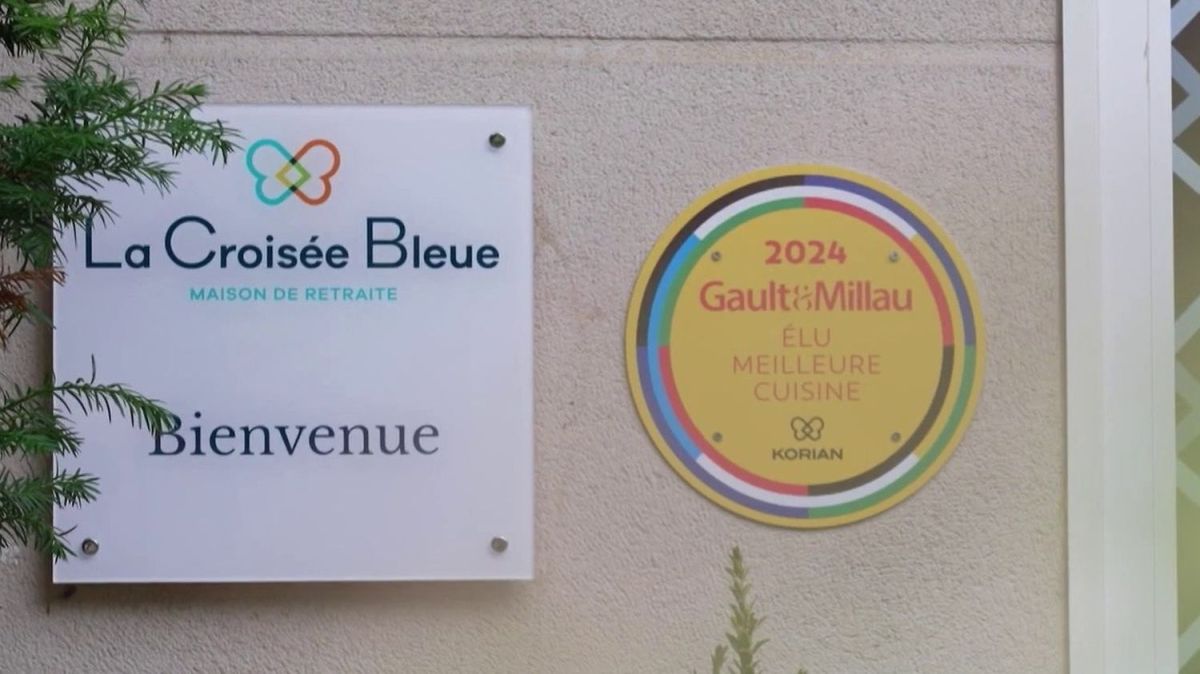 La Croisée Bleue
MAISON DE RETRAITE
Bienvenue
2024
Gault&Millau
ÉLU
MEILLEURE
CUISINE
KORIAN